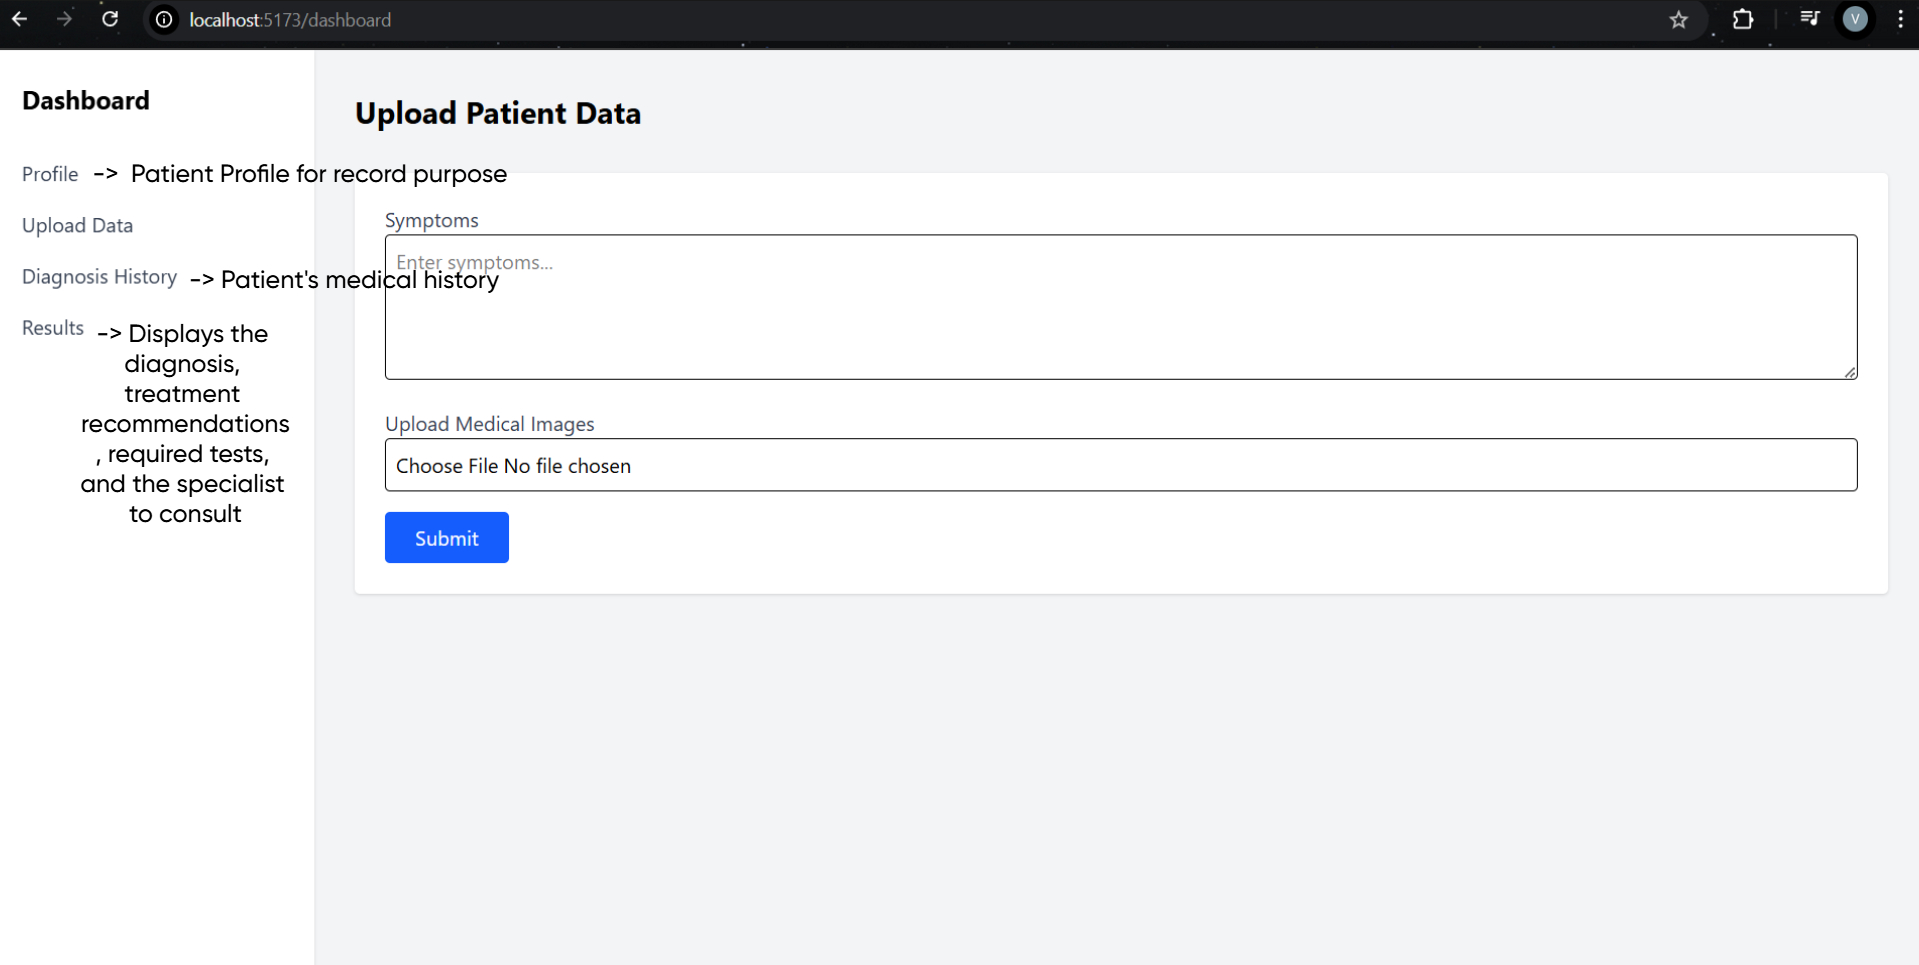 localhost:5173/dashboard
V
Dashboard
Profile -> Patient Profile for record purpose
Upload Data
Diagnosis History -> Patient's medical history
Results -> Displays the
diagnosis,
treatment
recommendations
, required tests,
and the specialist
to consult
Upload Patient Data
Symptoms
Enter symptoms...
Upload Medical Images
Choose File No file chosen
Submit